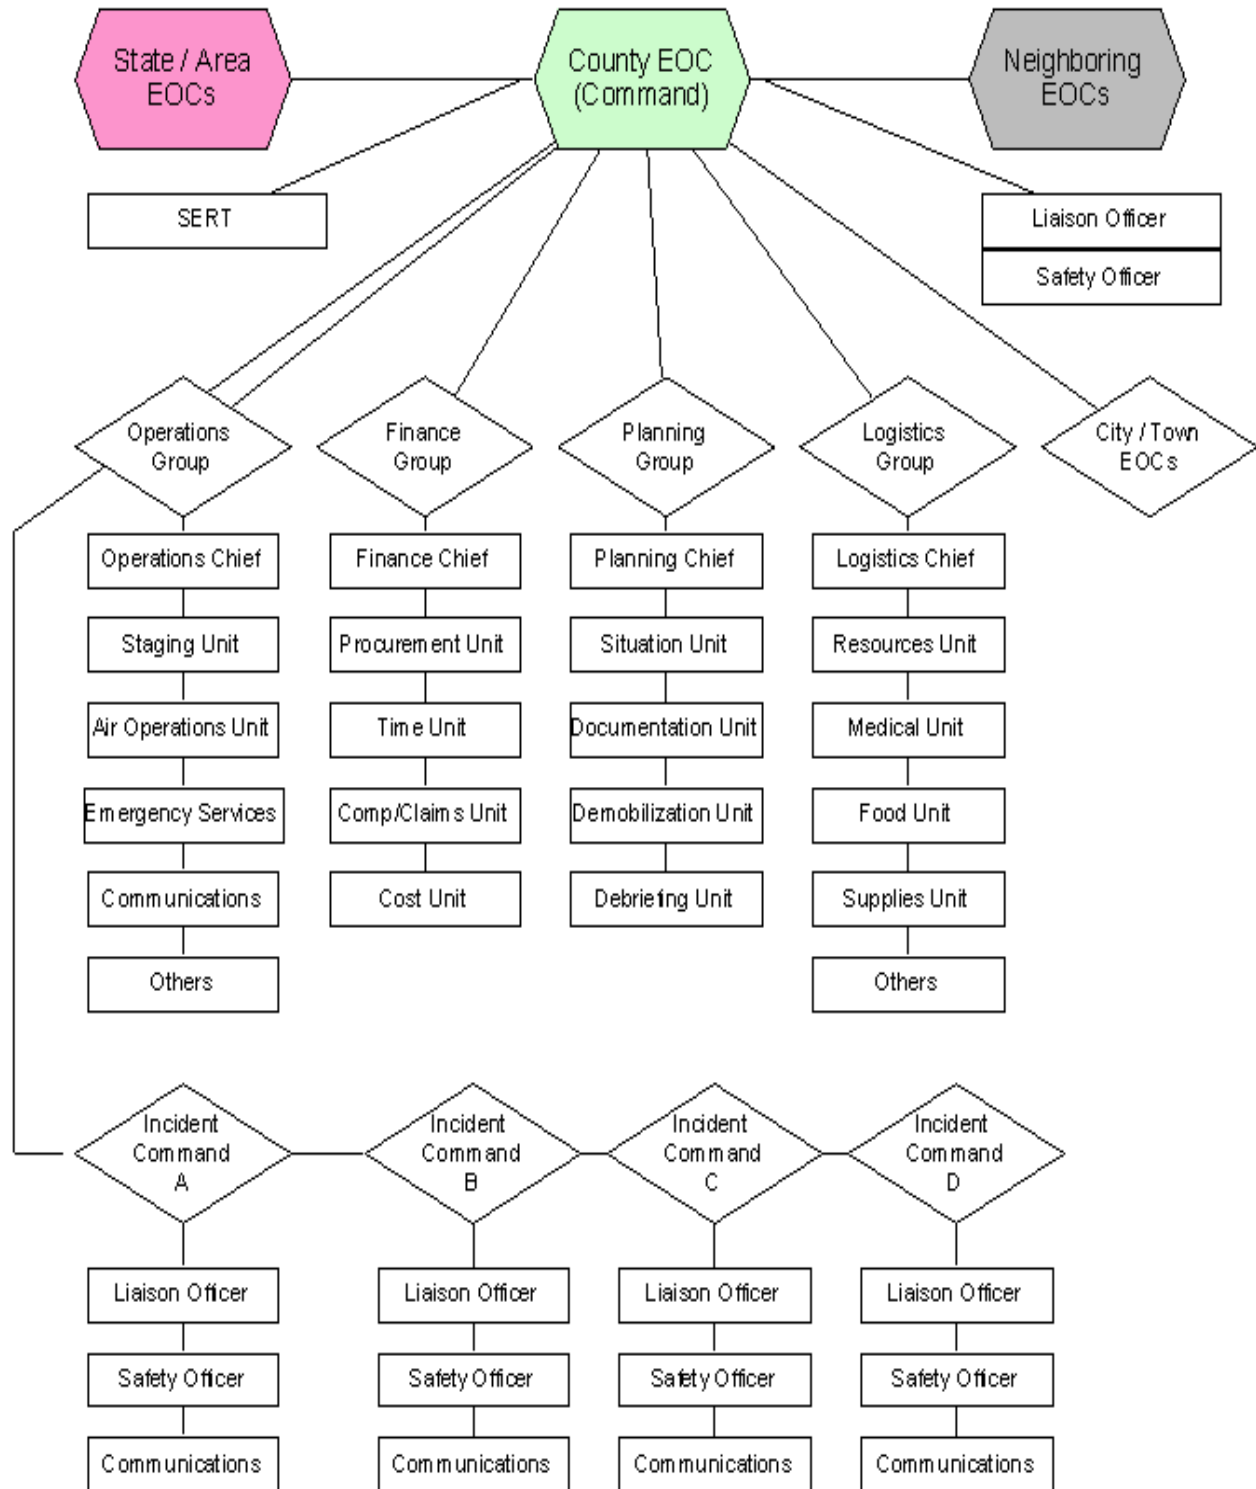 State / Area
EOCs
County EOC
(Command)
Neighboring
EOCs
SERT
Liaison Officer
Safety Officer
Operations
Group
Finance
Group
Planning
Group
Logistics
Group
City / Town
EOCs
Operations Chief
Finance Chief
Planning Chief
Logistics Chief
Staging Unit
Procurement Unit
Situation Unit
Resources Unit
Air Operations Unit
Time Unit
Documentation Unit
Medical Unit
Emergency Services
Comp/Claims Unit
Demobilization Unit
Food Unit
Communications
Cost Unit
Debriefing Unit
Supplies Unit
Others
Others
Incident
Command
A
Incident
Command
B
Incident
Command
C
Incident
Command
D
Liaison Officer
Liaison Officer
Liaison Officer
Liaison Officer
Safety Officer
Safety Officer
Safety Officer
Safety Officer
Communications
Communications
Communications
Communications